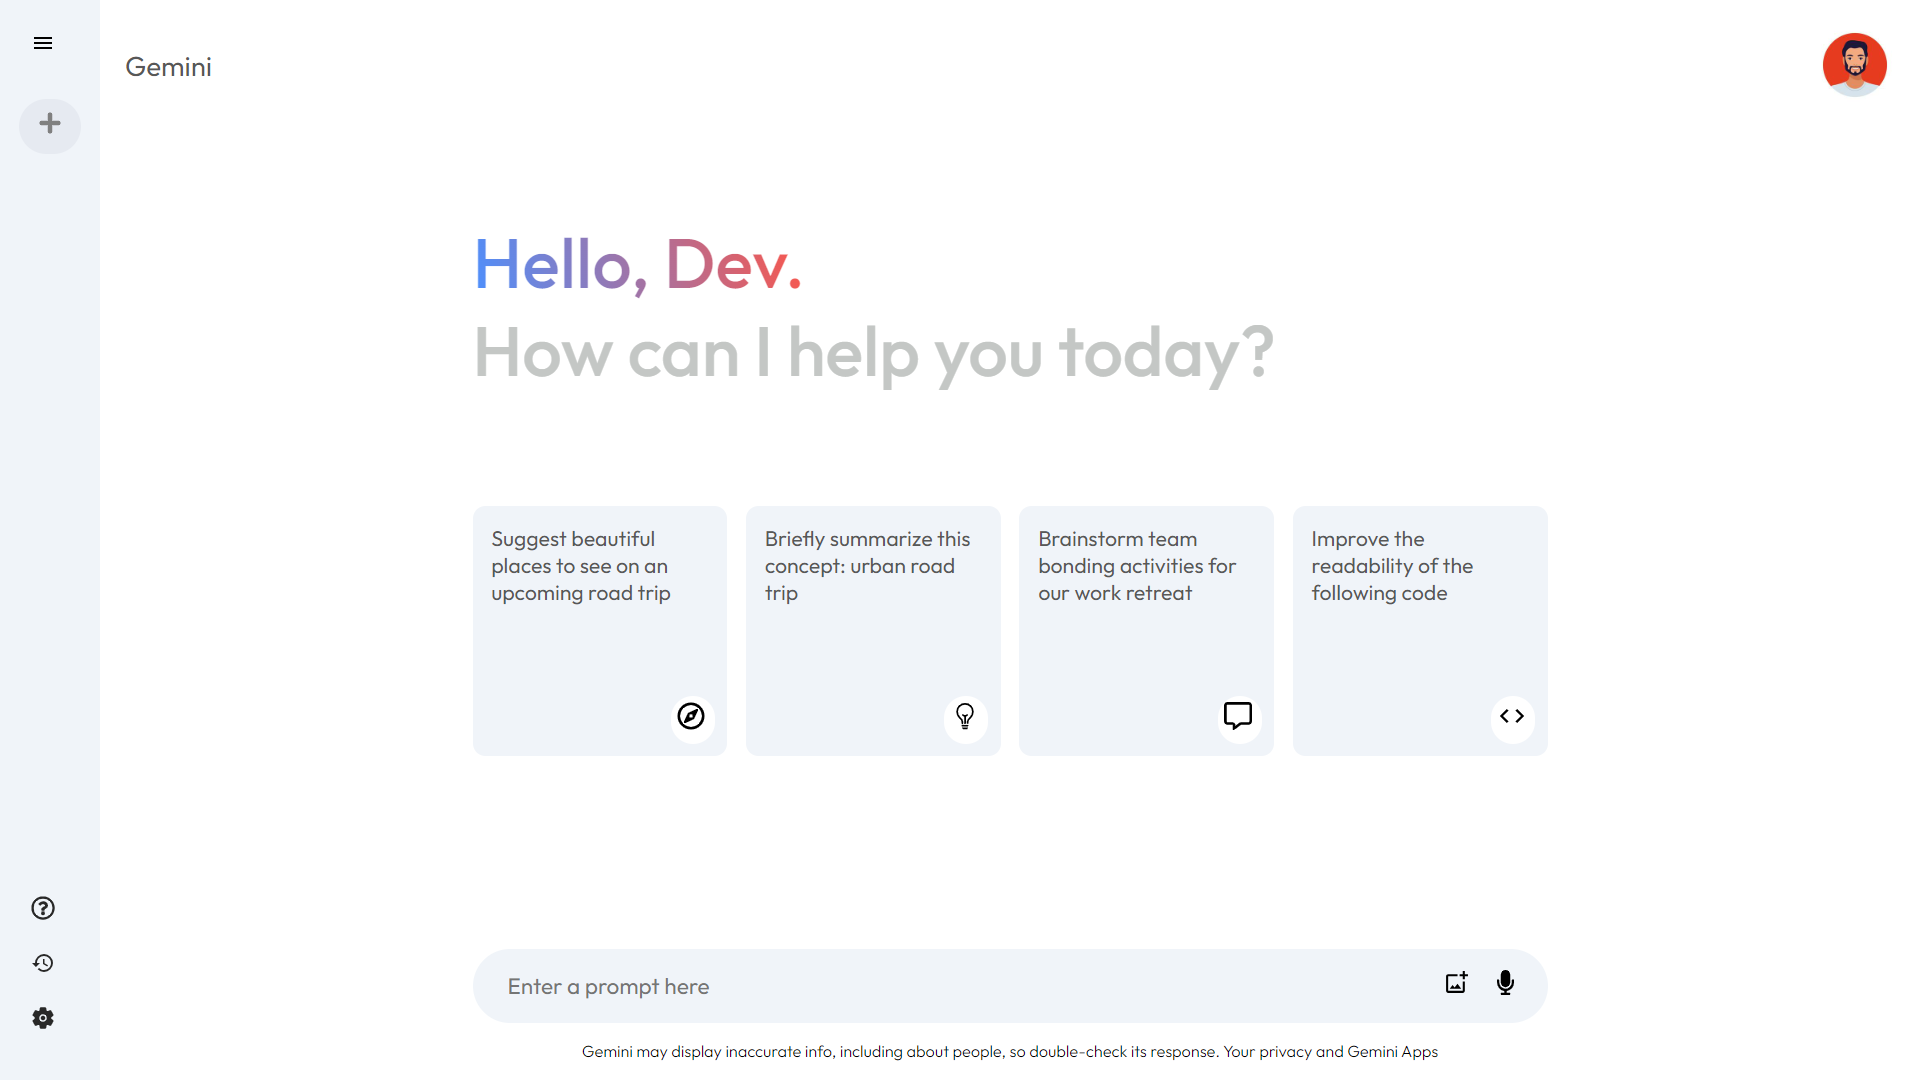 Gemini
Hello, Dev.
How can I help you today?
Suggest beautiful
places to see on an
upcoming road trip
Briefly summarize this
concept: urban road
trip
Brainstorm team
bonding activities for
our work retreat
Improve the
readability of the
following code
Enter a prompt here
Gemini may display inaccurate info, including about people, so double-check its response. Your privacy and Gemini Apps